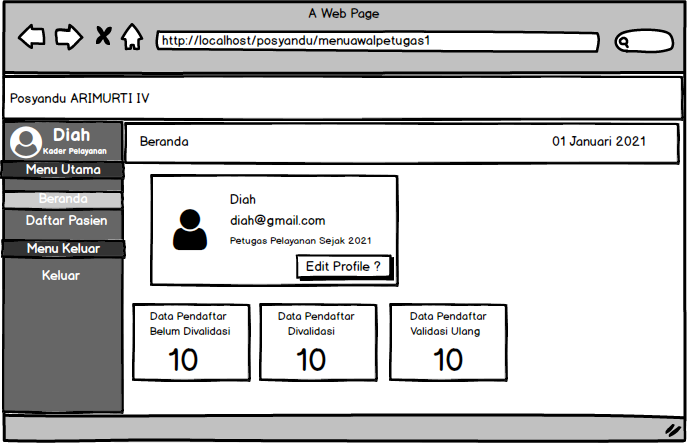 A Web Page
http://localhost/posyandu/menuawalpetugas1
Posyandu ARIMURTI IV
Diah
Kader Pelayanan
Menu Utama
Beranda
Daftar Pasien
Menu Keluar
Keluar
Beranda
01 Januari 2021
Diah
diah@gmail.com
Petugas Pelayanan Sejak 2021
Edit Profile ?
Data Pendaftar
Belum Divalidasi
10
Data Pendaftar
Divalidasi
10
Data Pendaftar
Validasi Ulang
10